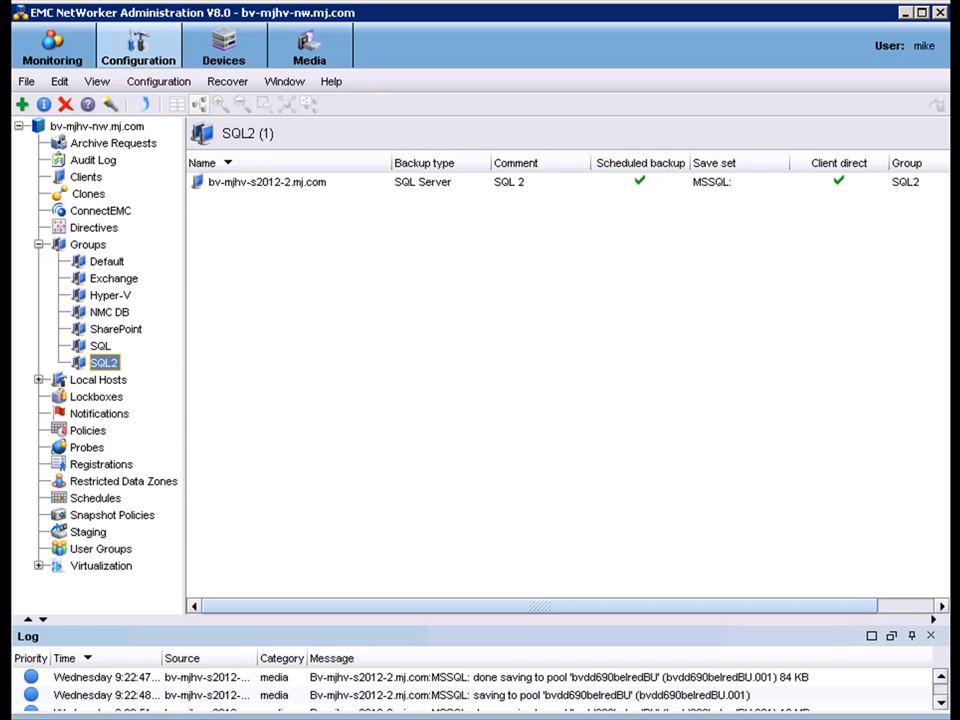 EMC NetWorker Administration V8.0 - bv-mjhv-nw.mj.com
Monitoring Configuration Devices Media User: mike
File Edit View Configuration Recover Window Help
bv-mjhv-nw.mj.com
Archive Requests
Audit Log
Clients
Clones
ConnectEMC
Directives
Groups
Default
Exchange
Hyper-V
NMC DB
SharePoint
SQL
SQL2
Local Hosts
Lockboxes
Notifications
Policies
Probes
Registrations
Restricted Data Zones
Schedules
Snapshot Policies
Staging
User Groups
Virtualization
SQL2 (1)
Name Backup type Comment Scheduled backup Save set Client direct Group
bv-mjhv-s2012-2.mj.com SQL Server SQL 2 MSSQL: SQL2
Log
Priority Time Source Category Message
Wednesday 9:22:47... bv-mjhv-s2012-... media Bv-mjhv-s2012-2.mj.com:MSSQL: done saving to pool 'bvdd690belredBU' (bvdd690belredBU.001) 84 KB
Wednesday 9:22:48... bv-mjhv-s2012-... media Bv-mjhv-s2012-2.mj.com:MSSQL: saving to pool 'bvdd690belredBU' (bvdd690belredBU.001)